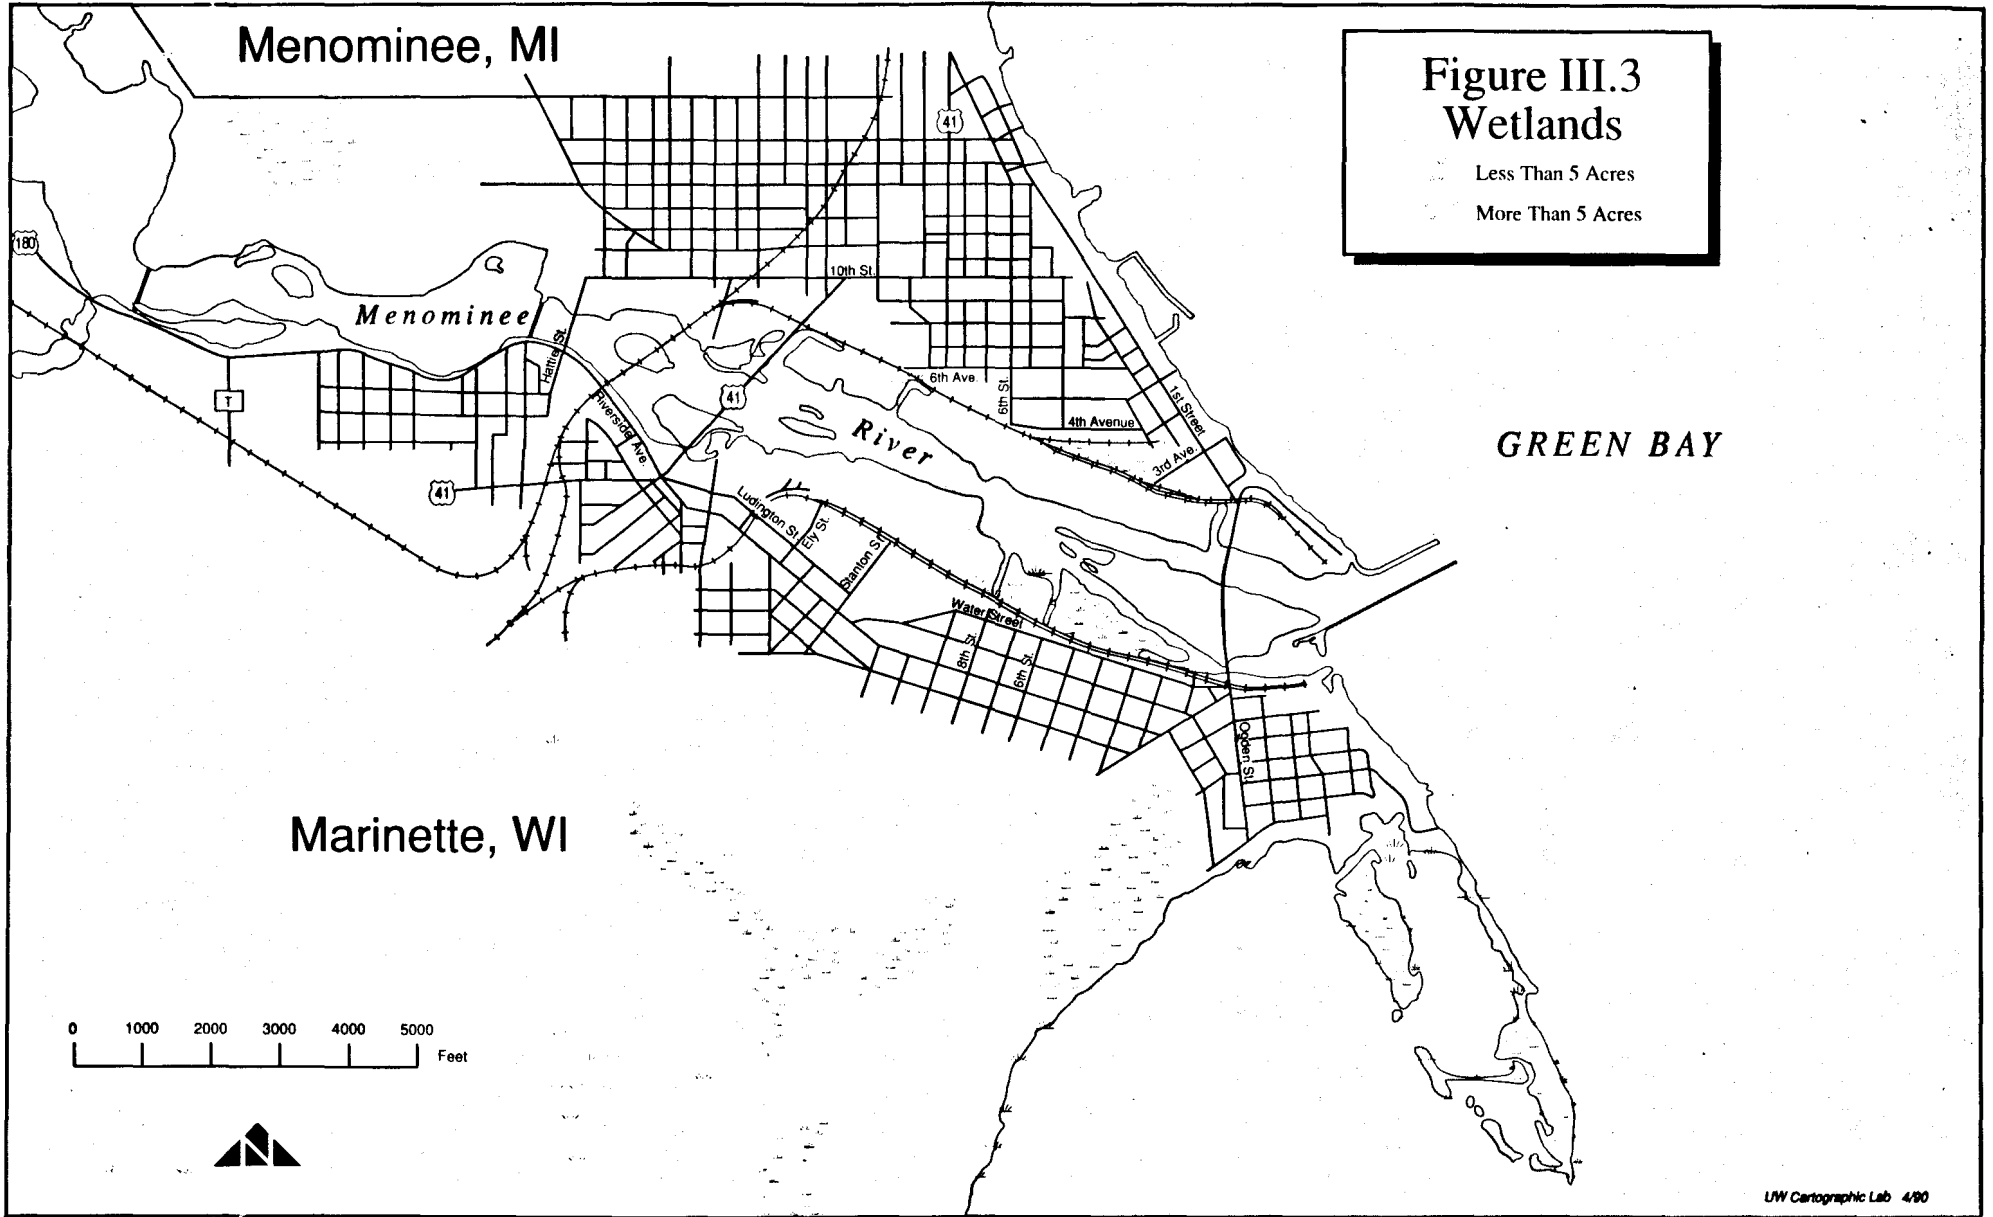 Menominee, MI
Figure III.3
Wetlands
Less Than 5 Acres
More Than 5 Acres
41
180
10th St.
Menominee
Hattie St.
6th Ave.
6th St.
1st Street
41
T
Riverside Ave.
River
4th Avenue
3rd Ave.
GREEN BAY
41
Ludington St.
Ely St.
Stanton St.
Water Street
8th St.
6th St.
Ogden St.
Marinette, WI
0 1000 2000 3000 4000 5000
Feet
N
UW Cartographic Lab 4/90